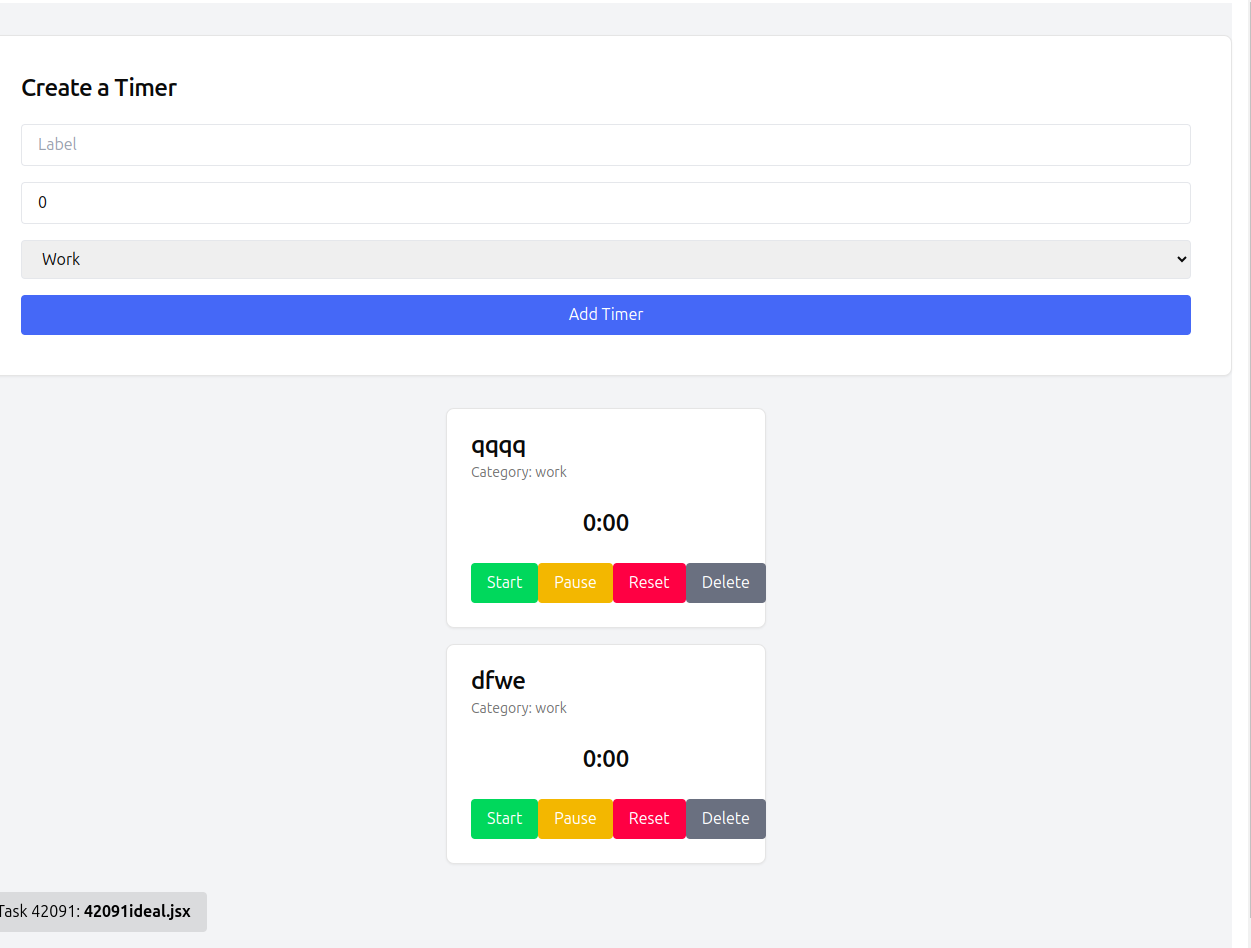 Create a Timer
Label
0
Work
Add Timer
qqqq
Category: work
0:00
Start Pause Reset Delete
dfwe
Category: work
0:00
Start Pause Reset Delete
Task 42091: 42091ideal.jsx